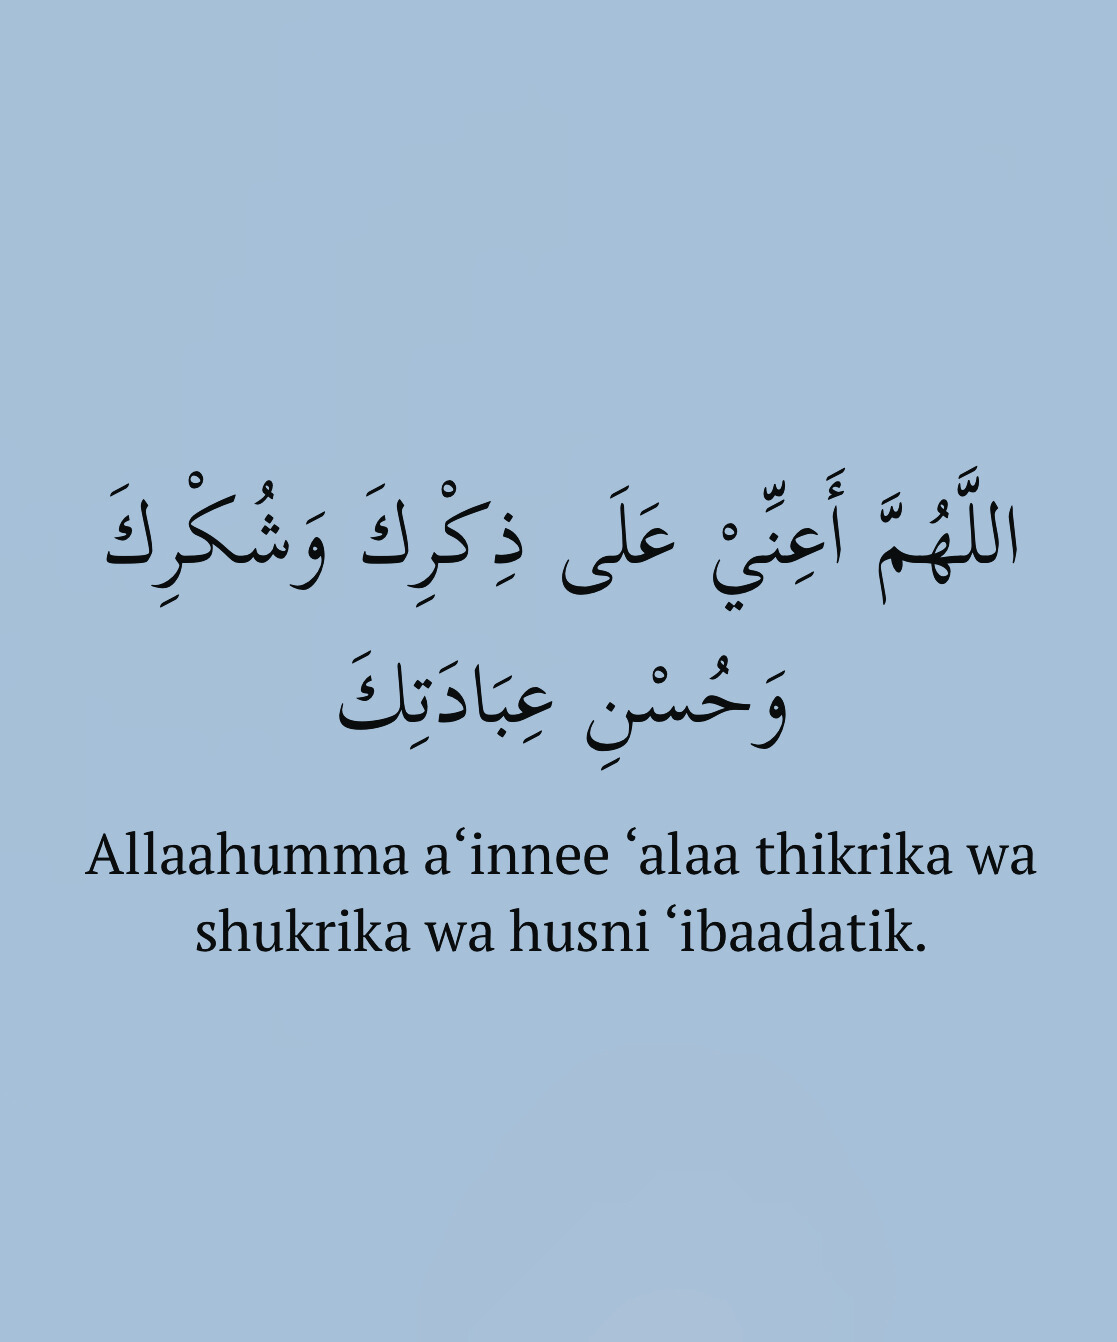 اللَّهُمَّ أَعِنِّيْ عَلَى ذِكْرِكَ وَشُكْرِكَ
وَحُسْنِ عِبَادَتِكَ
Allaahumma a‘innee ‘alaa thikrika wa
shukrika wa husni ‘ibaadatik.